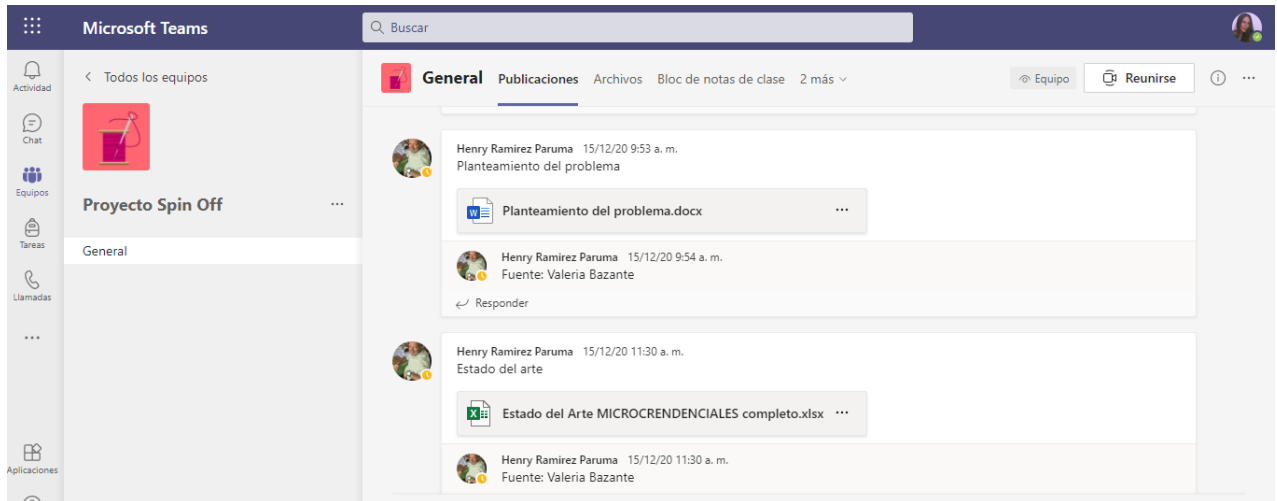 Microsoft Teams
Buscar
Actividad
Chat
Equipos
Tareas
Llamadas
Aplicaciones
Todos los equipos
Proyecto Spin Off
General
General Publicaciones Archivos Bloc de notas de clase 2 más
Equipo
Reunirse
Henry Ramirez Paruma 15/12/20 9:53 a. m.
Planteamiento del problema
Planteamiento del problema.docx
Henry Ramirez Paruma 15/12/20 9:54 a. m.
Fuente: Valeria Bazante
Responder
Henry Ramirez Paruma 15/12/20 11:30 a. m.
Estado del arte
Estado del Arte MICROCRENDENCIALES completo.xlsx
Henry Ramirez Paruma 15/12/20 11:30 a. m.
Fuente: Valeria Bazante